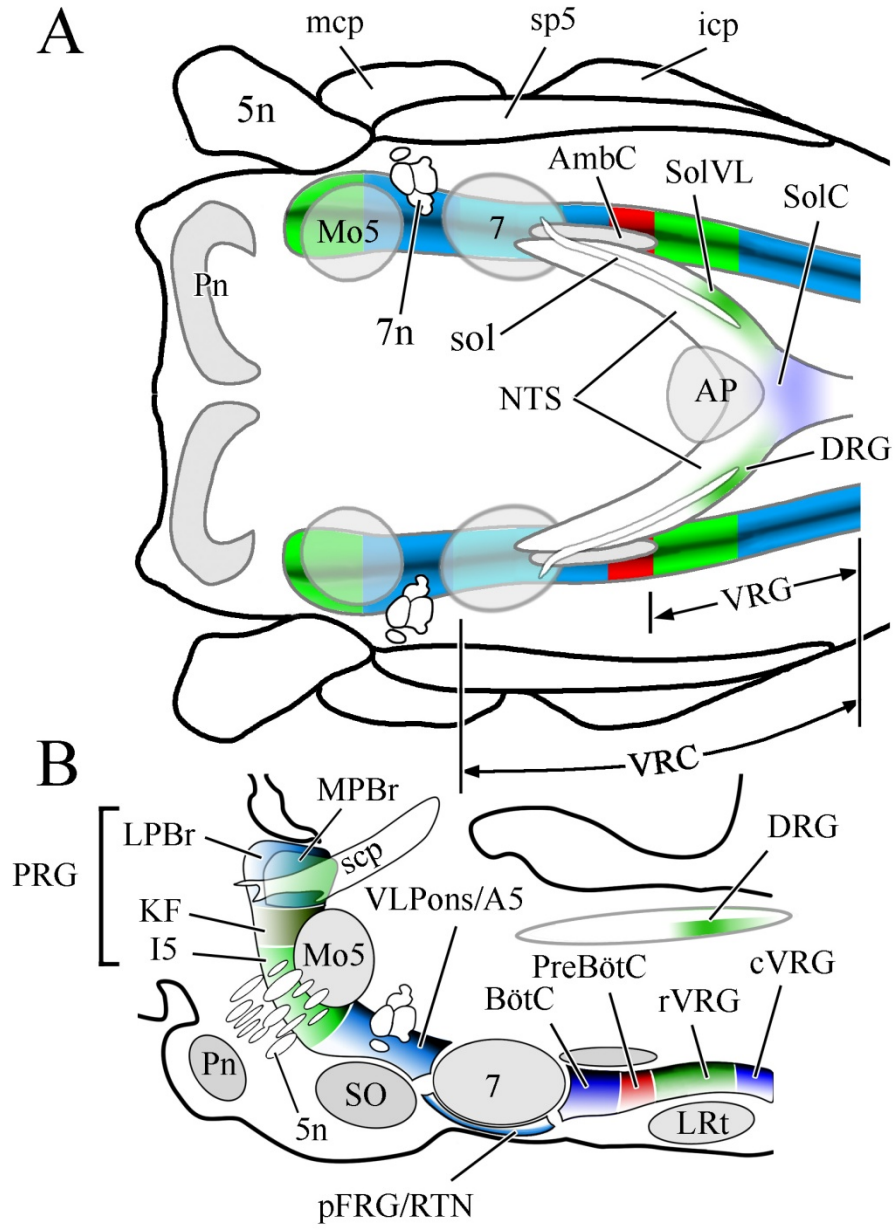 A
mcp
sp5
icp
5n
AmbC
SolVL
SolC
Mo5
7
Pn
7n
sol
NTS
AP
DRG
VRG
VRC
B
MPBr
LPBr
scp
DRG
PRG
VLPons/A5
KF
I5
Mo5
PreBötC
cVRG
BötC
rVRG
Pn
SO
7
LRt
5n
pFRG/RTN